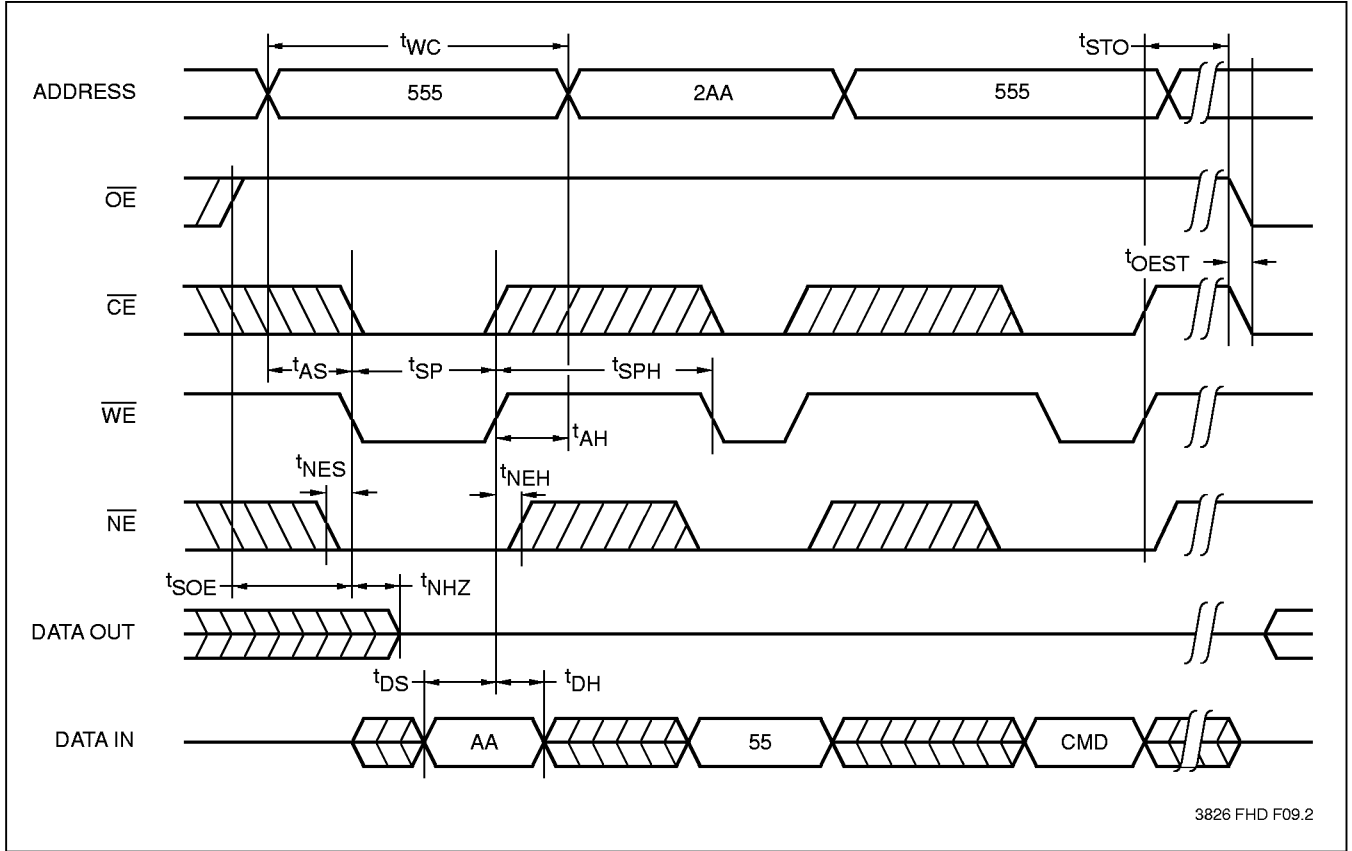 tWC
tSTO
ADDRESS
555
2AA
555
OE
tOEST
CE
tAS
tSP
tSPH
WE
tAH
tNES
tNEH
NE
tSOE
tNHZ
DATA OUT
tDS
tDH
DATA IN
AA
55
CMD
3826 FHD F09.2